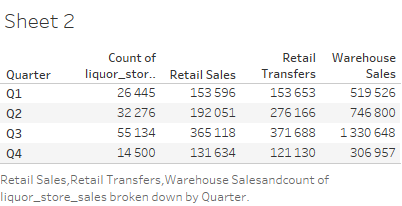 Sheet 2
Count of Retail Warehouse
Quarter liquor_stor.. Retail Sales Transfers Sales
Q1 26 445 153 596 153 653 519 526
Q2 32 276 192 051 276 166 746 800
Q3 55 134 365 118 371 688 1 330 648
Q4 14 500 131 634 121 130 306 957
Retail Sales,Retail Transfers,Warehouse Salesandcount of
liquor_store_sales broken down by Quarter.